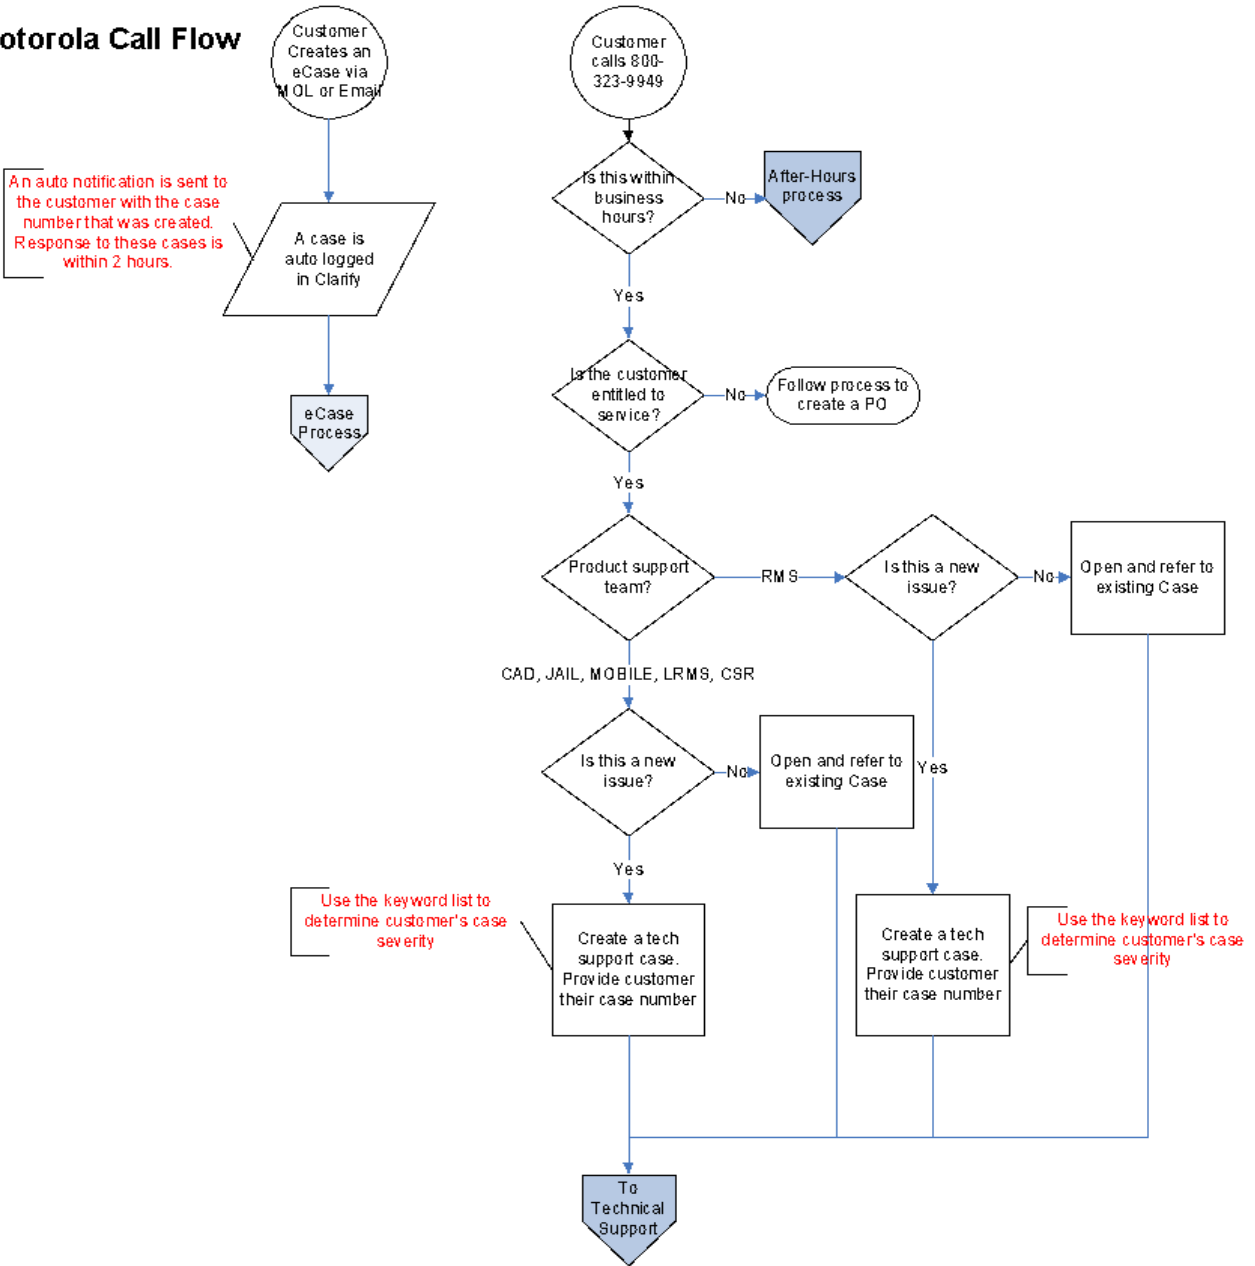 otorola Call Flow
Customer
Creates an
eCase via
MOL or Email
Customer
calls 800-
323-9949
An auto notification is sent to
the customer with the case
number that was created.
Response to these cases is
within 2 hours.
A case is
auto logged
in Clarify
eCase
Process
Is this within
business
hours?
No
After-Hours
process
Yes
Is the customer
entitled to
service?
No
Follow process to
create a PO
Yes
Product support
team?
RMS
Is this a new
issue?
No
Open and refer to
existing Case
CAD, JAIL, MOBILE, LRMS, CSR
Is this a new
issue?
No
Open and refer to
existing Case
Yes
Yes
Use the keyword list to
determine customer's case
severity
Create a tech
support case.
Provide customer
their case number
Create a tech
support case.
Provide customer
their case number
Use the keyword list to
determine customer's case
severity
To
Technical
Support